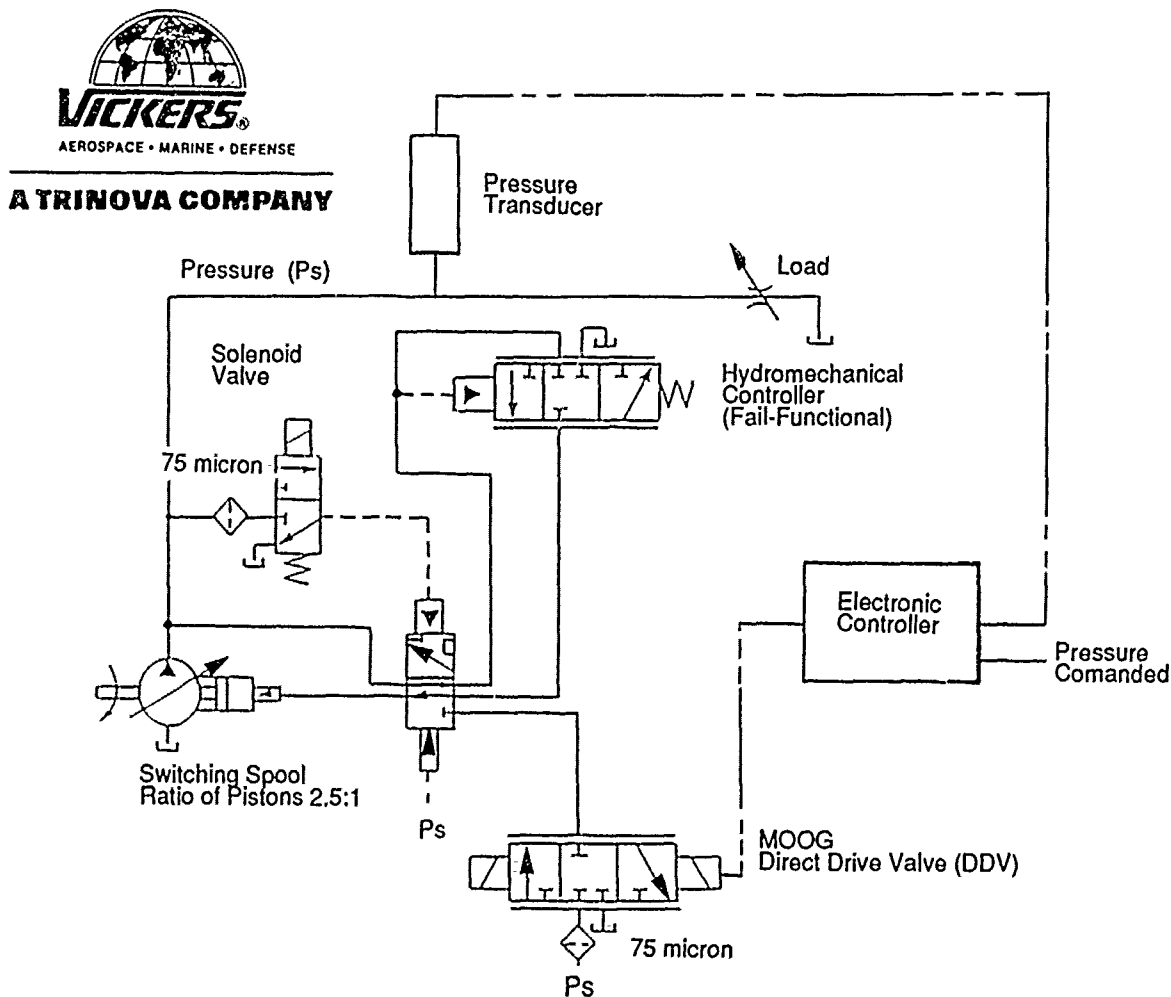 VICKERS®
AEROSPACE • MARINE • DEFENSE
A TRINOVA COMPANY
Pressure
Transducer
Pressure (Ps)
Load
Solenoid
Valve
Hydromechanical
Controller
(Fail-Functional)
75 micron
Electronic
Controller
Pressure
Comanded
Switching Spool
Ratio of Pistons 2.5:1
Ps
MOOG
Direct Drive Valve (DDV)
75 micron
Ps